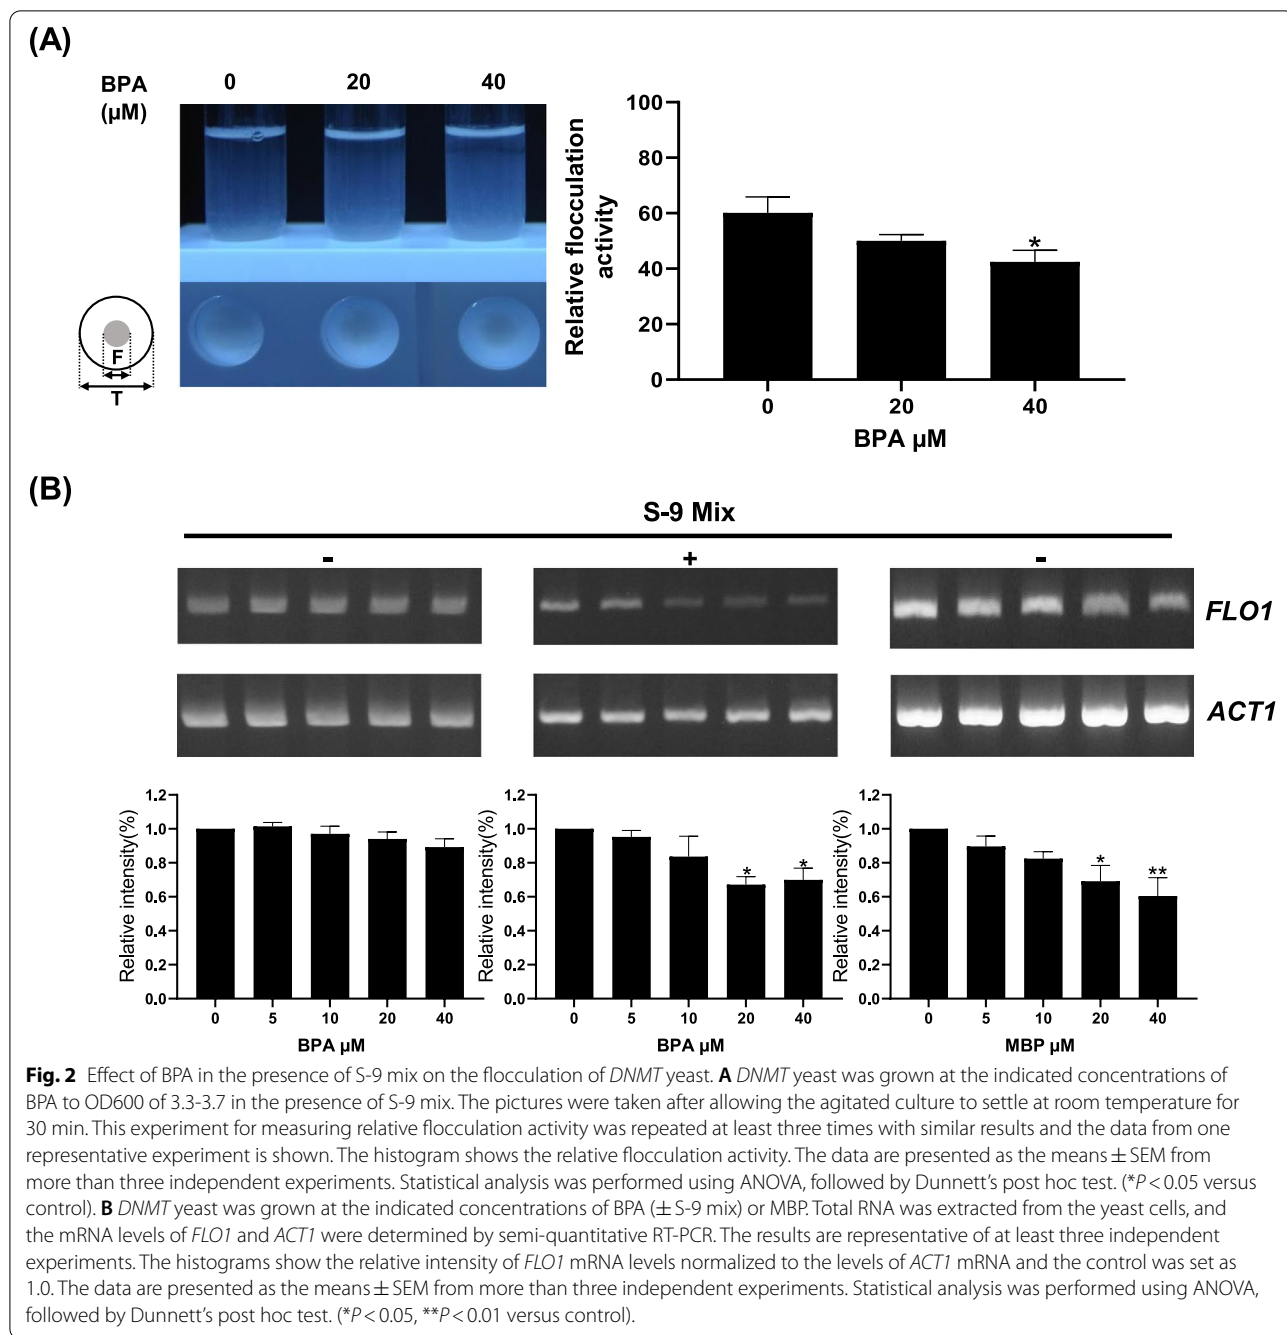 (A)
BPA
(µM)
0 20 40
F
T
Relative flocculation
activity
100
80
60
40
20
0
*
0 20 40
BPA µM
(B)
S-9 Mix
- + -
FLO1
ACT1
Relative intensity(%)
1.2
1.0
0.8
0.6
0.4
0.2
0.0
0 5 10 20 40
BPA µM
Relative intensity(%)
1.2
1.0
0.8
0.6
0.4
0.2
0.0
* *
0 5 10 20 40
BPA µM
Relative intensity(%)
1.2
1.0
0.8
0.6
0.4
0.2
0.0
* **
0 5 10 20 40
MBP µM
Fig. 2 Effect of BPA in the presence of S-9 mix on the flocculation of DNMT yeast. A DNMT yeast was grown at the indicated concentrations of
BPA to OD600 of 3.3-3.7 in the presence of S-9 mix. The pictures were taken after allowing the agitated culture to settle at room temperature for
30 min. This experiment for measuring relative flocculation activity was repeated at least three times with similar results and the data from one
representative experiment is shown. The histogram shows the relative flocculation activity. The data are presented as the means ± SEM from
more than three independent experiments. Statistical analysis was performed using ANOVA, followed by Dunnett's post hoc test. (*P < 0.05 versus
control). B DNMT yeast was grown at the indicated concentrations of BPA (± S-9 mix) or MBP. Total RNA was extracted from the yeast cells, and
the mRNA levels of FLO1 and ACT1 were determined by semi-quantitative RT-PCR. The results are representative of at least three independent
experiments. The histograms show the relative intensity of FLO1 mRNA levels normalized to the levels of ACT1 mRNA and the control was set as
1.0. The data are presented as the means ± SEM from more than three independent experiments. Statistical analysis was performed using ANOVA,
followed by Dunnett's post hoc test. (*P < 0.05, **P < 0.01 versus control).